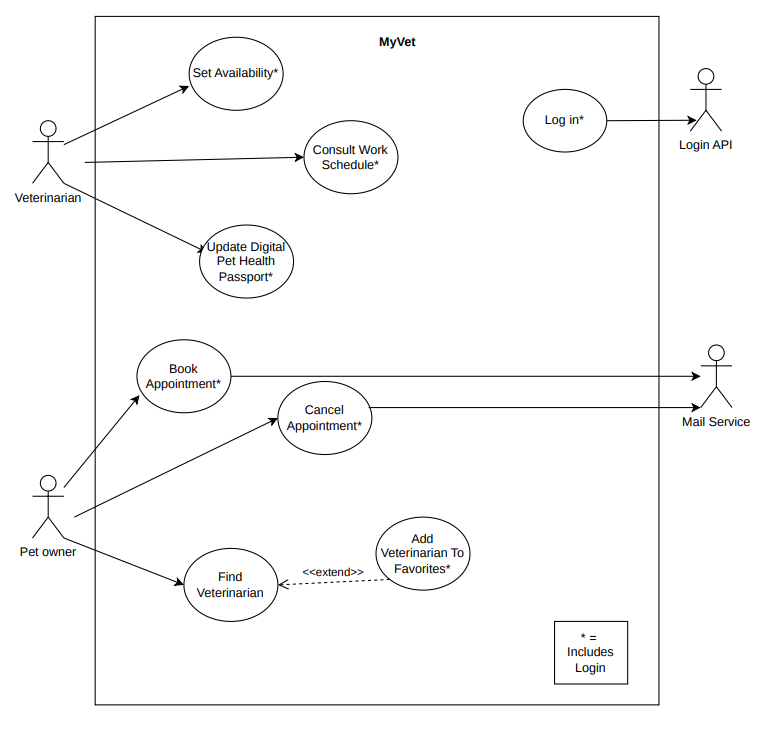 MyVet
Set Availability*
Log in*
Login API
Consult Work
Schedule*
Veterinarian
Update Digital
Pet Health
Passport*
Book
Appointment*
Cancel
Appointment*
Mail Service
Pet owner
Find
Veterinarian
<<extend>>
Add
Veterinarian To
Favorites*
* =
Includes
Login